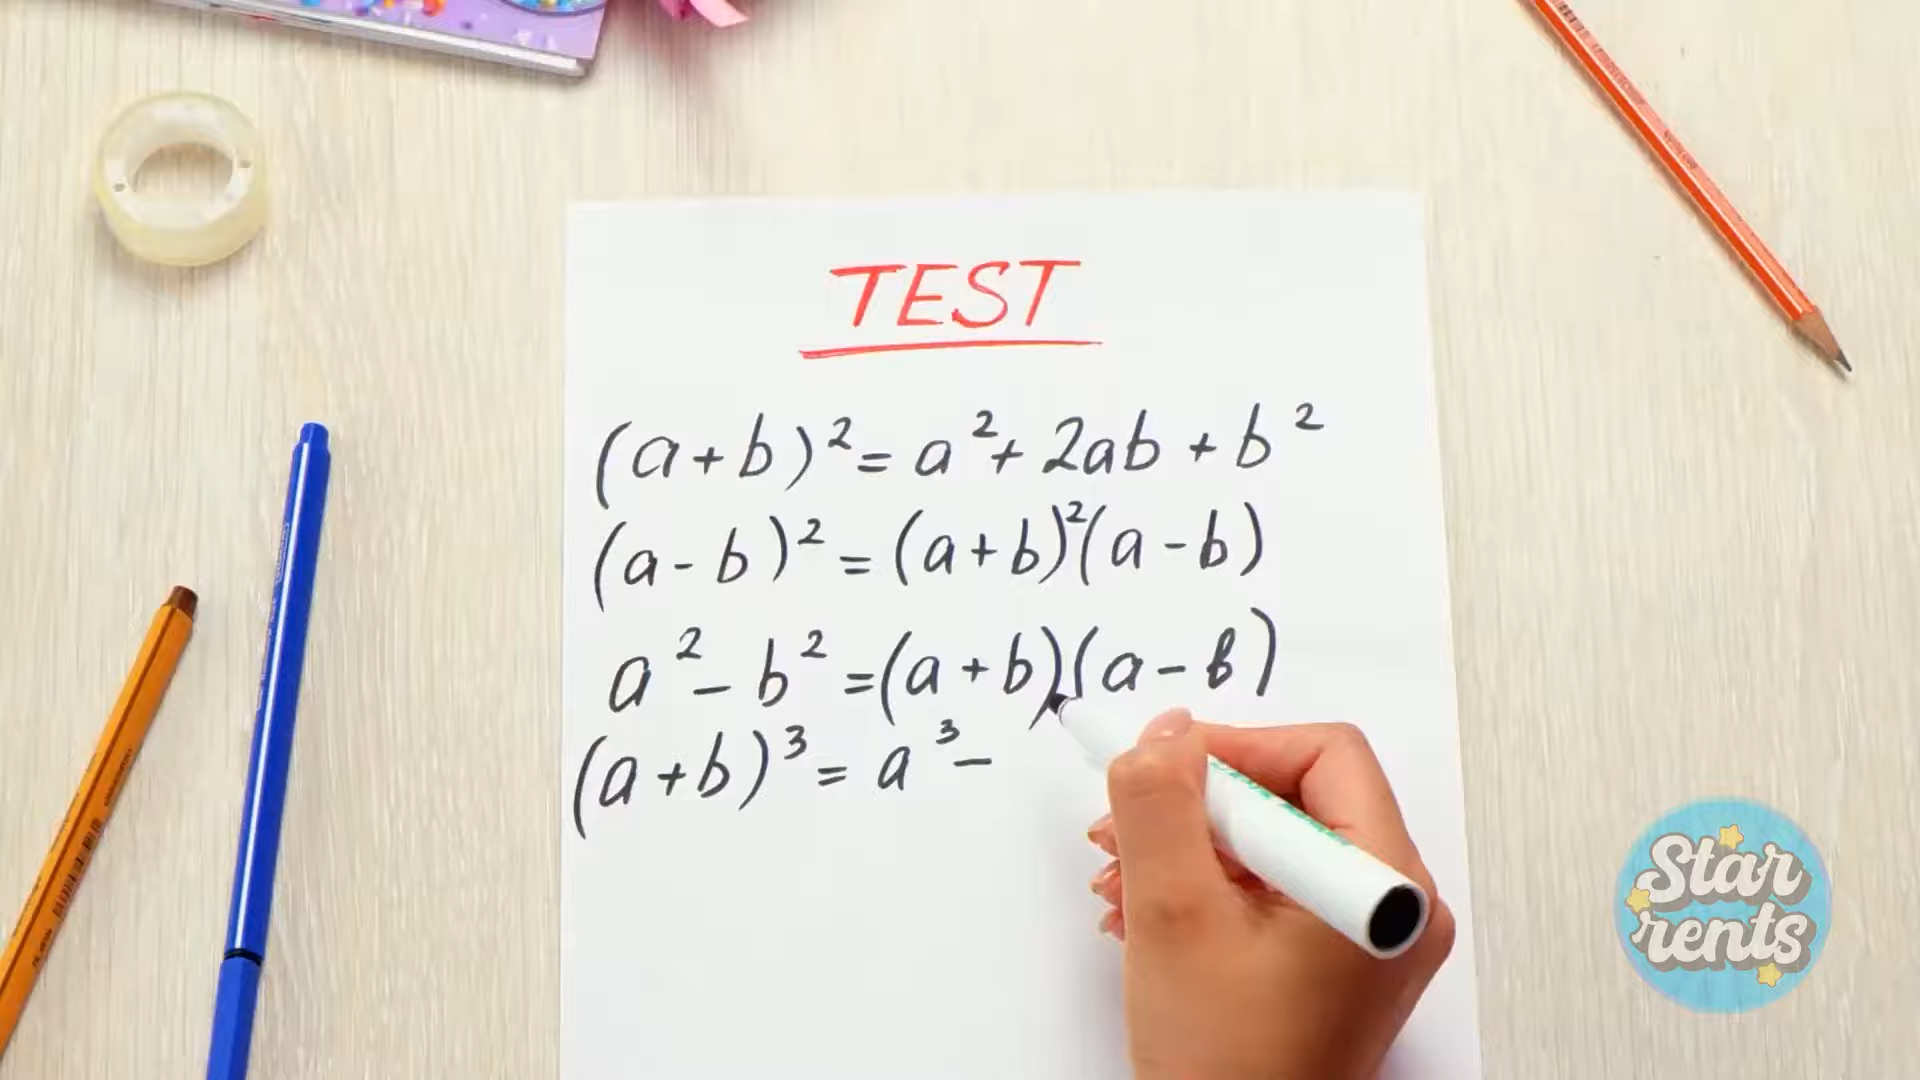 TEST
(a+b)²= a²+ 2ab + b²
(a-b)² = (a+b)²(a-b)
a²- b² =(a+b)(a-b)
(a+b)³= a³-
Star
rents